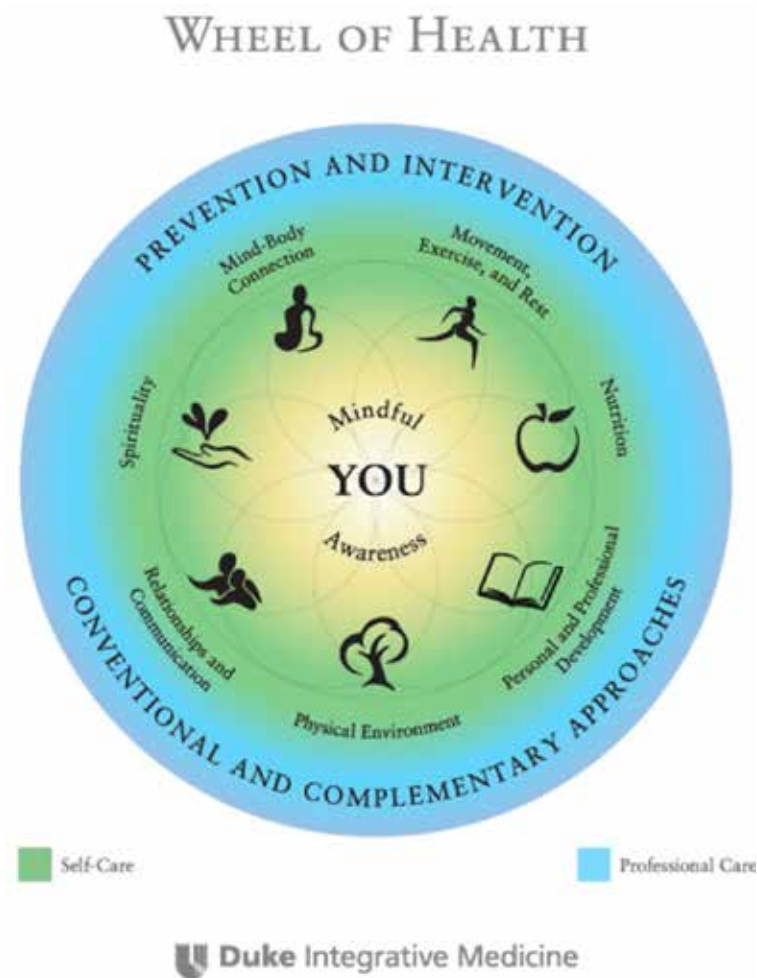 WHEEL OF HEALTH
PREVENTION AND INTERVENTION
Mind-Body
Connection
Movement,
Exercise, and Rest
Spirituality
Nutrition
Mindful
YOU
Awareness
Relationships and
Communication
Personal and Professional
Development
Physical Environment
CONVENTIONAL AND COMPLEMENTARY APPROACHES
Self-Care
Professional Care
Duke Integrative Medicine